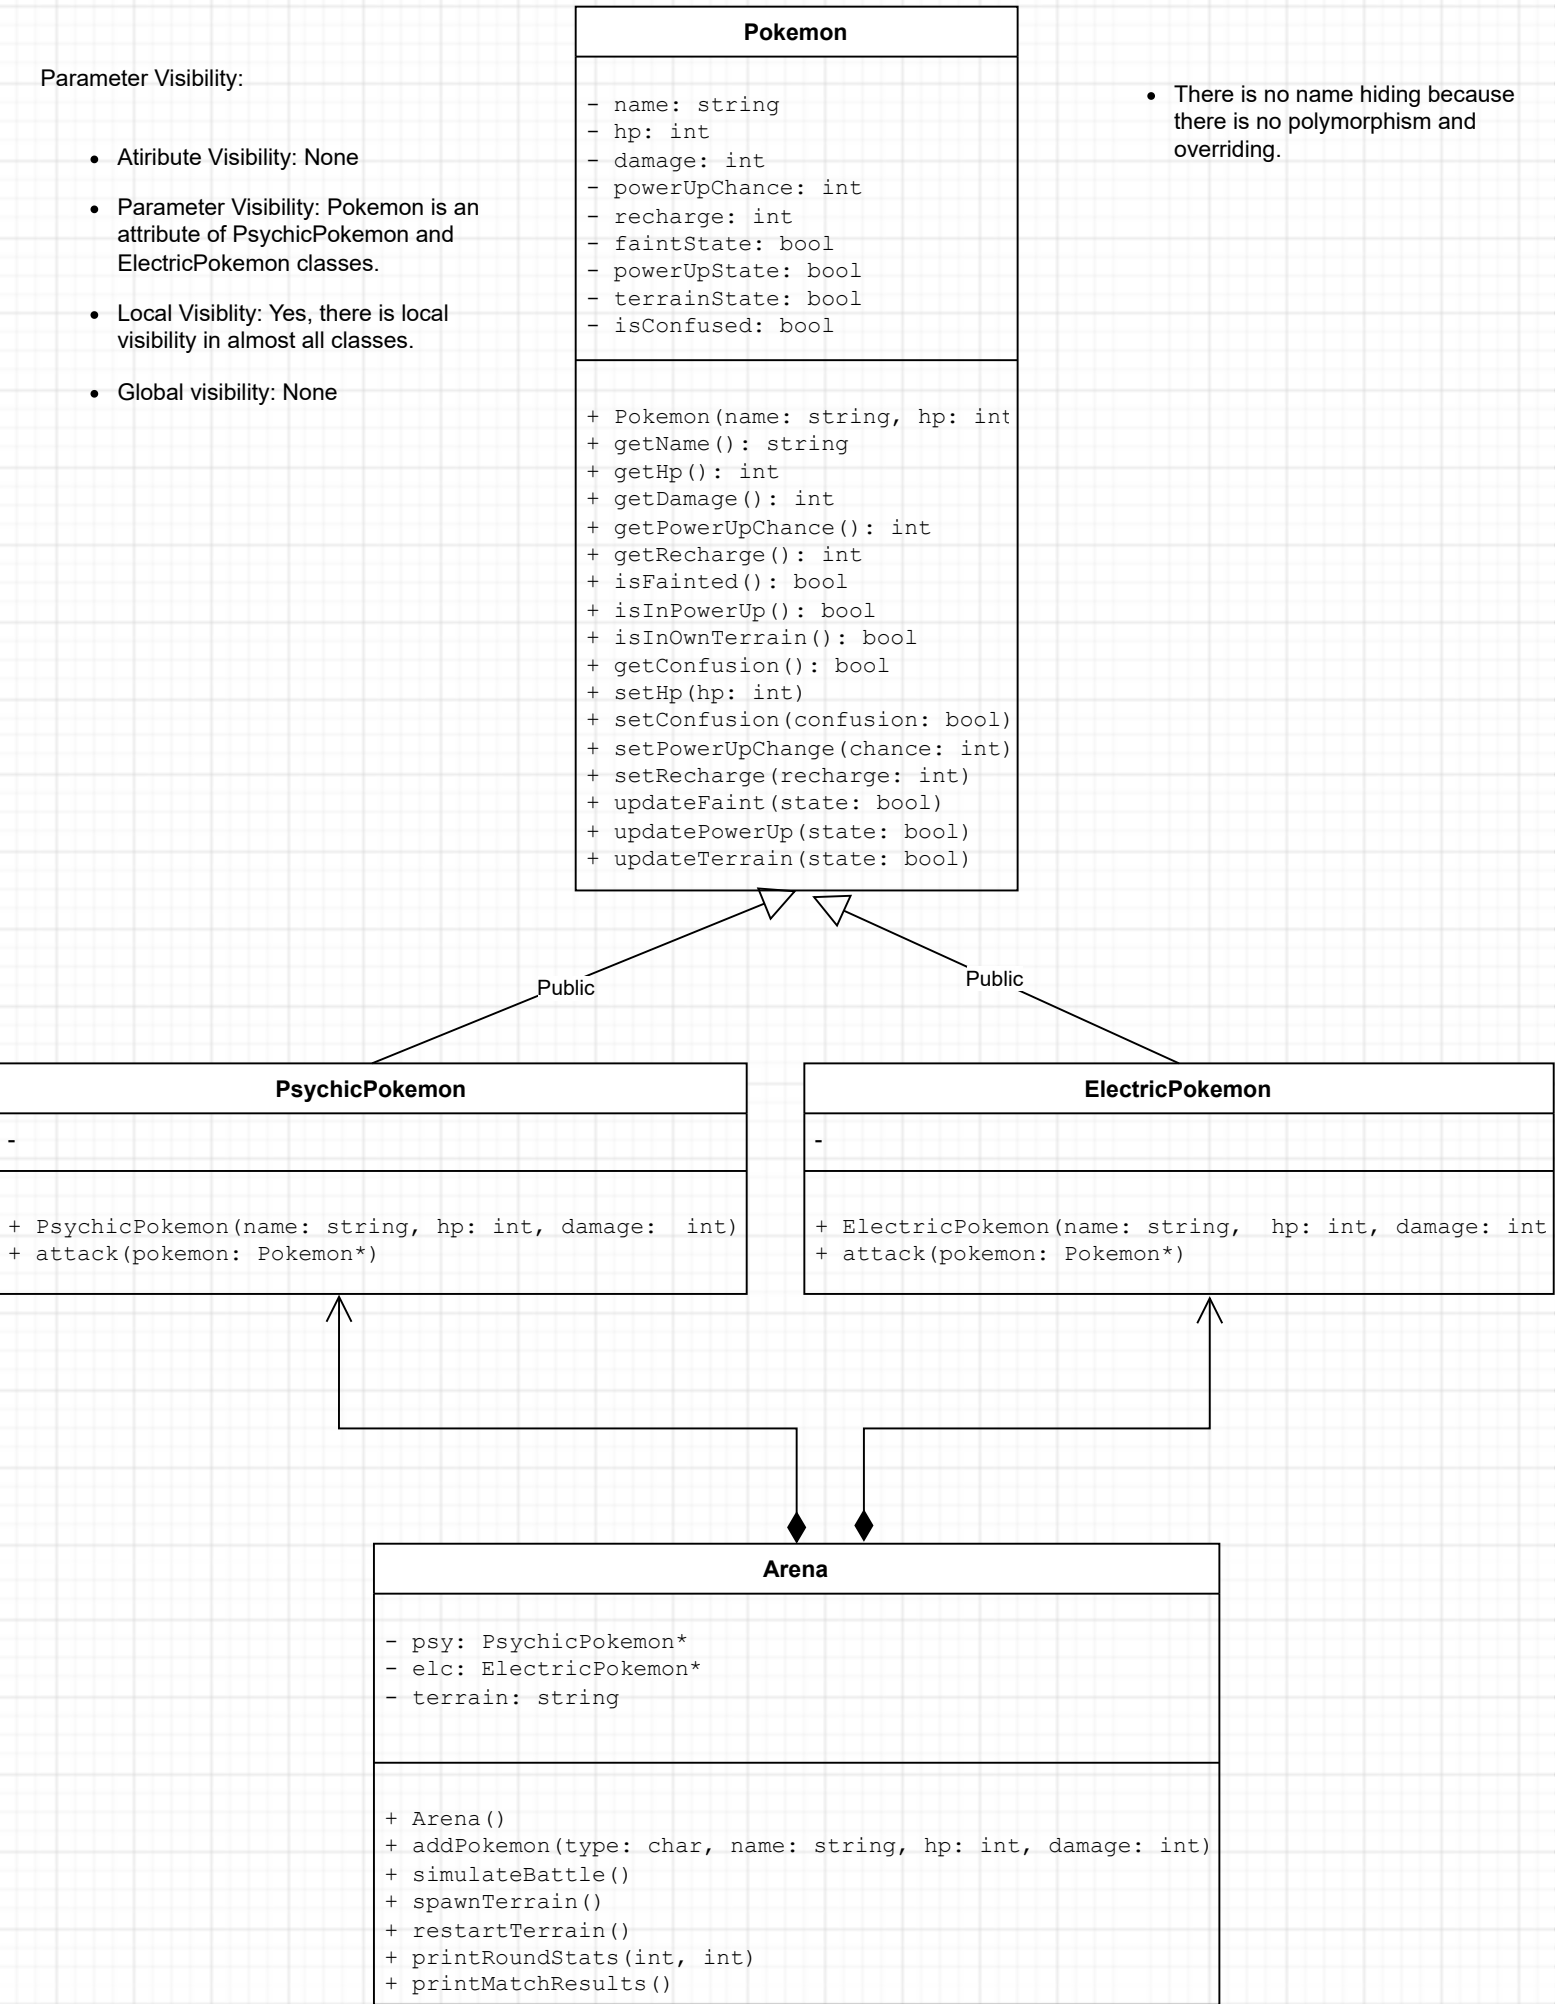 Parameter Visibility:
Atiribute Visibility: None
Parameter Visibility: Pokemon is an
attribute of PsychicPokemon and
ElectricPokemon classes.
Local Visiblity: Yes, there is local
visibility in almost all classes.
Global visibility: None
Pokemon
- name: string
- hp: int
- damage: int
- powerUpChance: int
- recharge: int
- faintState: bool
- powerUpState: bool
- terrainState: bool
- isConfused: bool
+ Pokemon(name: string, hp: int
+ getName(): string
+ getHp(): int
+ getDamage(): int
+ getPowerUpChance(): int
+ getRecharge(): int
+ isFainted(): bool
+ isInPowerUp(): bool
+ isInOwnTerrain(): bool
+ getConfusion(): bool
+ setHp(hp: int)
+ setConfusion(confusion: bool)
+ setPowerUpChange(chance: int)
+ setRecharge(recharge: int)
+ updateFaint(state: bool)
+ updatePowerUp(state: bool)
+ updateTerrain(state: bool)
There is no name hiding because
there is no polymorphism and
overriding.
Public
Public
PsychicPokemon
-
+ PsychicPokemon(name: string, hp: int, damage:  int)
+ attack(pokemon: Pokemon*)
ElectricPokemon
-
+ ElectricPokemon(name: string,  hp: int, damage: int
+ attack(pokemon: Pokemon*)
Arena
- psy: PsychicPokemon*
- elc: ElectricPokemon*
- terrain: string
+ Arena()
+ addPokemon(type: char, name: string, hp: int, damage: int)
+ simulateBattle()
+ spawnTerrain()
+ restartTerrain()
+ printRoundStats(int, int)
+ printMatchResults()